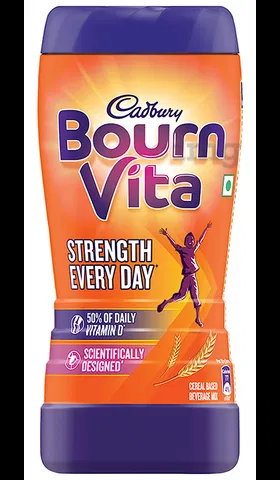 Cadbury
Bourn
Vita
STRENGTH
EVERY DAY*
50% OF DAILY
VITAMIN D^
SCIENTIFICALLY
DESIGNED*
CEREAL BASED
BEVERAGE MIX